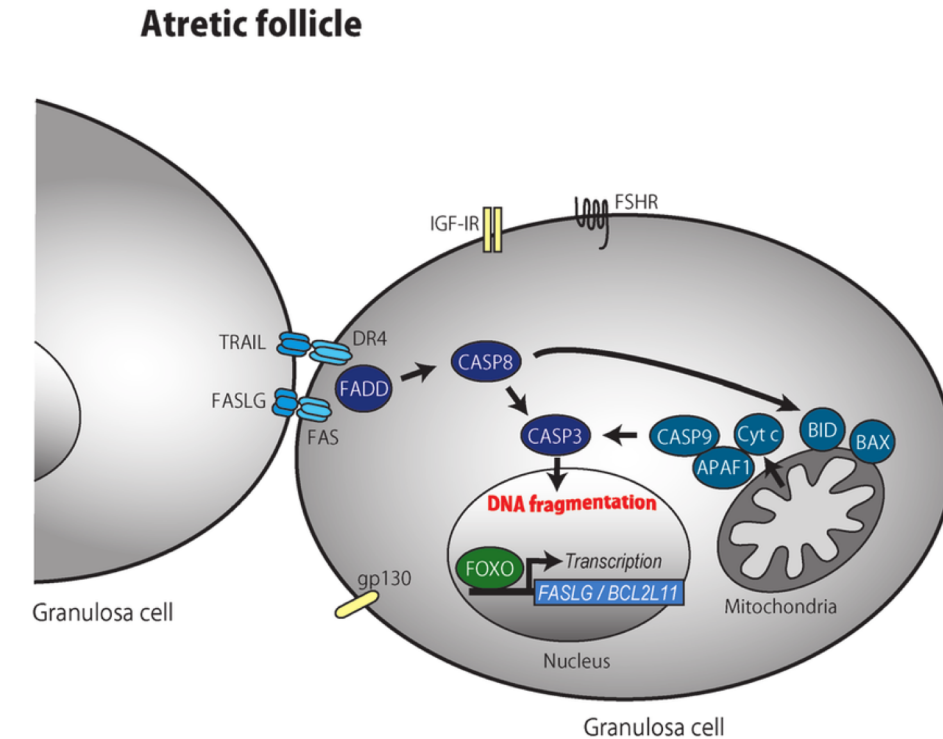 Atretic follicle
FSHR
IGF-IR
TRAIL
DR4
FASLG
FAS
FADD
CASP8
CASP3
CASP9
Cyt c
APAF1
BID
BAX
DNA fragmentation
FOXO
Transcription
FASLG / BCL2L11
gp130
Mitochondria
Granulosa cell
Nucleus
Granulosa cell